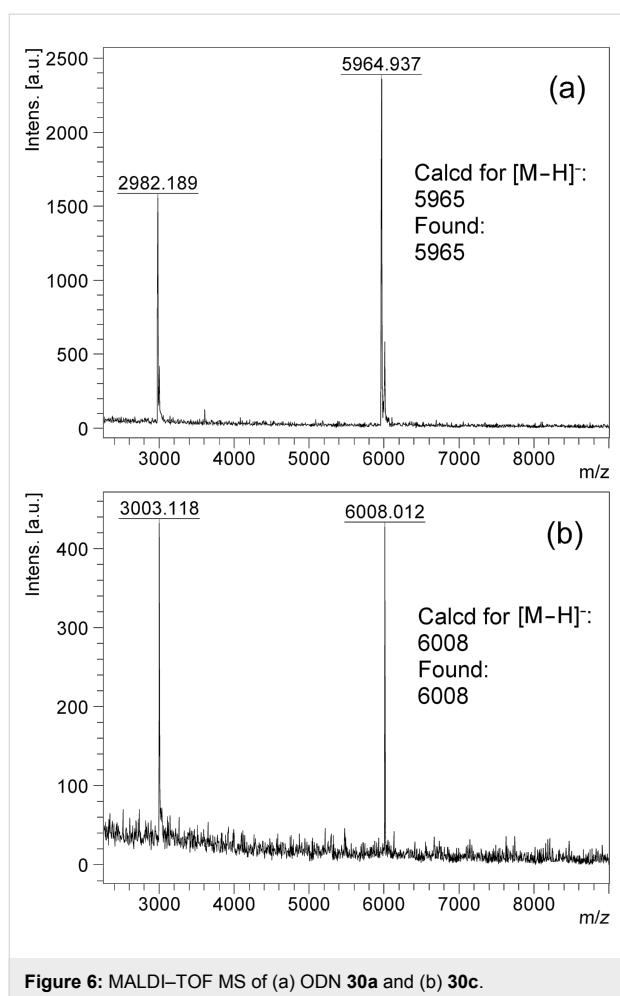 Intens. [a.u.]
2500
2000
1500
1000
500
0
2982.189
5964.937
(a)
Calcd for [M−H]⁻:
5965
Found:
5965
3000 4000 5000 6000 7000 8000
m/z
Intens. [a.u.]
400
300
200
100
0
3003.118
6008.012
(b)
Calcd for [M−H]⁻:
6008
Found:
6008
3000 4000 5000 6000 7000 8000
m/z
Figure 6: MALDI–TOF MS of (a) ODN 30a and (b) 30c.